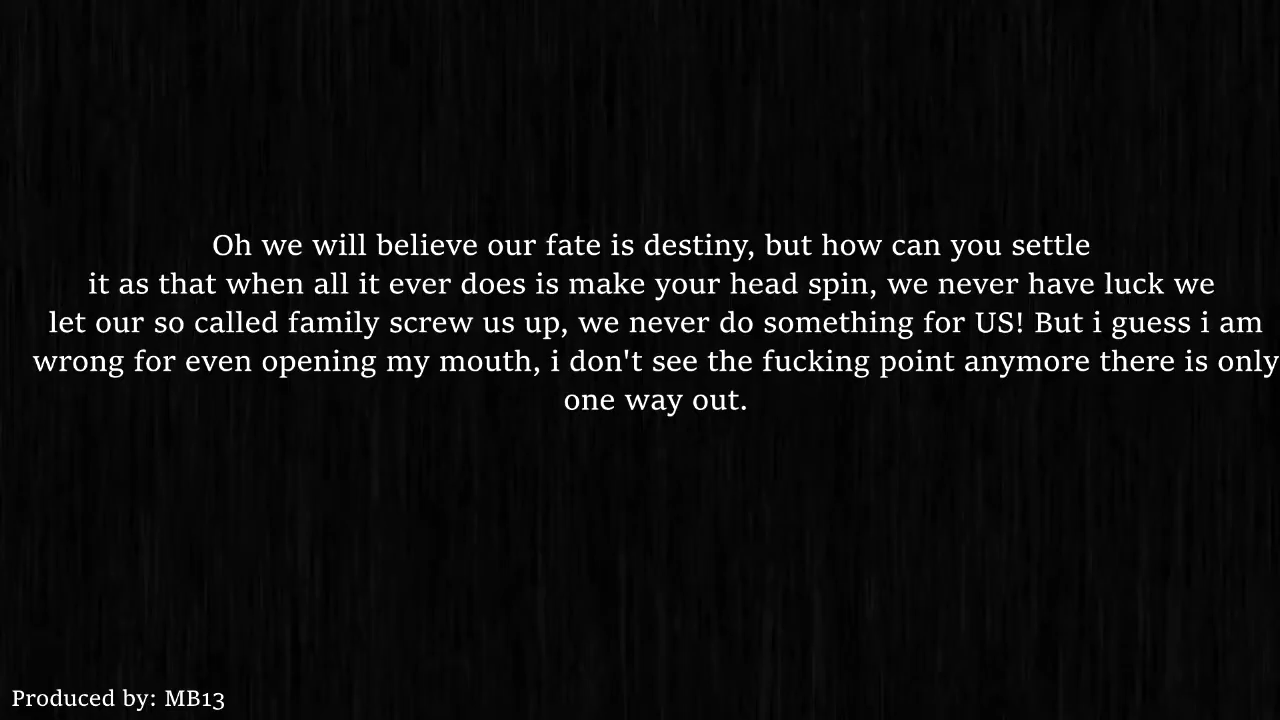 Oh we will believe our fate is destiny, but how can you settle
it as that when all it ever does is make your head spin, we never have luck we
let our so called family screw us up, we never do something for US! But i guess i am
wrong for even opening my mouth, i don't see the fucking point anymore there is only
one way out.
Produced by: MB13